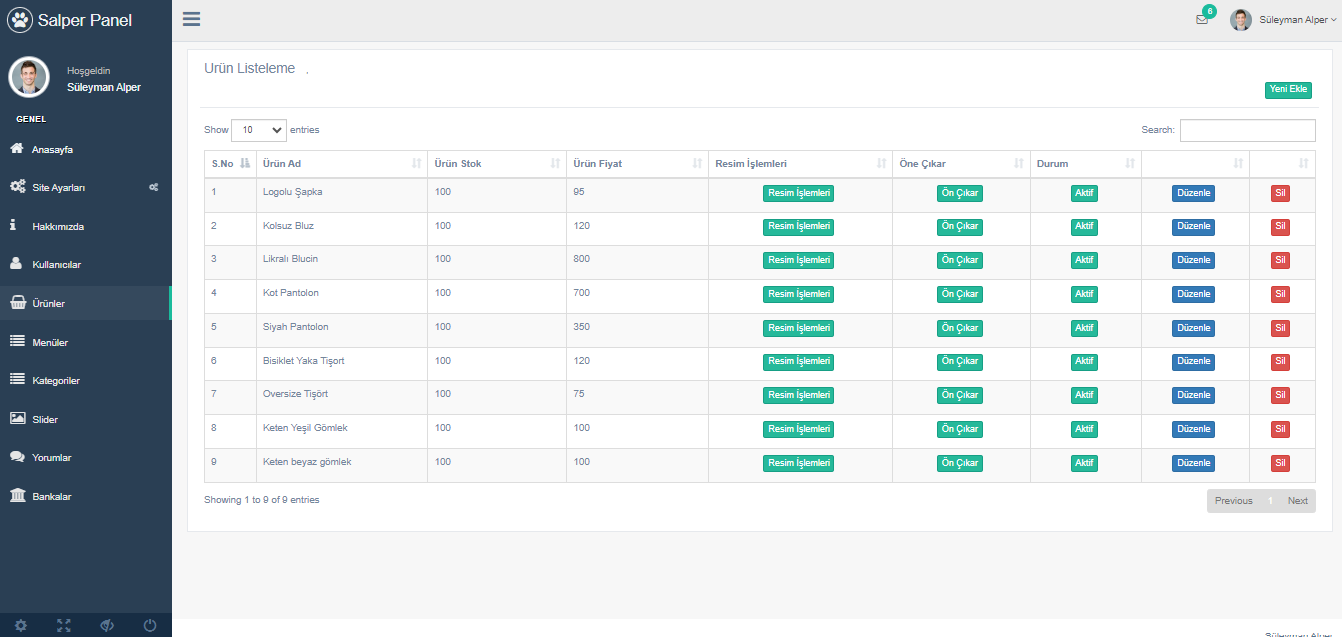 Salper Panel
6
Süleyman Alper
Hoşgeldin
Süleyman Alper
GENEL
Anasayfa
Site Ayarları
Hakkımızda
Kullanıcılar
Ürünler
Menüler
Kategoriler
Slider
Yorumlar
Bankalar
Ürün Listeleme ,
Yeni Ekle
Show 10 entries Search:
S.No Ürün Ad Ürün Stok Ürün Fiyat Resim İşlemleri Öne Çıkar Durum
1 Logolu Şapka 100 95 Resim İşlemleri Ön Çıkar Aktif Düzenle Sil
2 Kolsuz Bluz 100 120 Resim İşlemleri Ön Çıkar Aktif Düzenle Sil
3 Likralı Blucin 100 800 Resim İşlemleri Ön Çıkar Aktif Düzenle Sil
4 Kot Pantolon 100 700 Resim İşlemleri Ön Çıkar Aktif Düzenle Sil
5 Siyah Pantolon 100 350 Resim İşlemleri Ön Çıkar Aktif Düzenle Sil
6 Bisiklet Yaka Tişort 100 120 Resim İşlemleri Ön Çıkar Aktif Düzenle Sil
7 Oversize Tişört 100 75 Resim İşlemleri Ön Çıkar Aktif Düzenle Sil
8 Keten Yeşil Gömlek 100 100 Resim İşlemleri Ön Çıkar Aktif Düzenle Sil
9 Keten beyaz gömlek 100 100 Resim İşlemleri Ön Çıkar Aktif Düzenle Sil
Showing 1 to 9 of 9 entries Previous 1 Next
Süleyman Alper